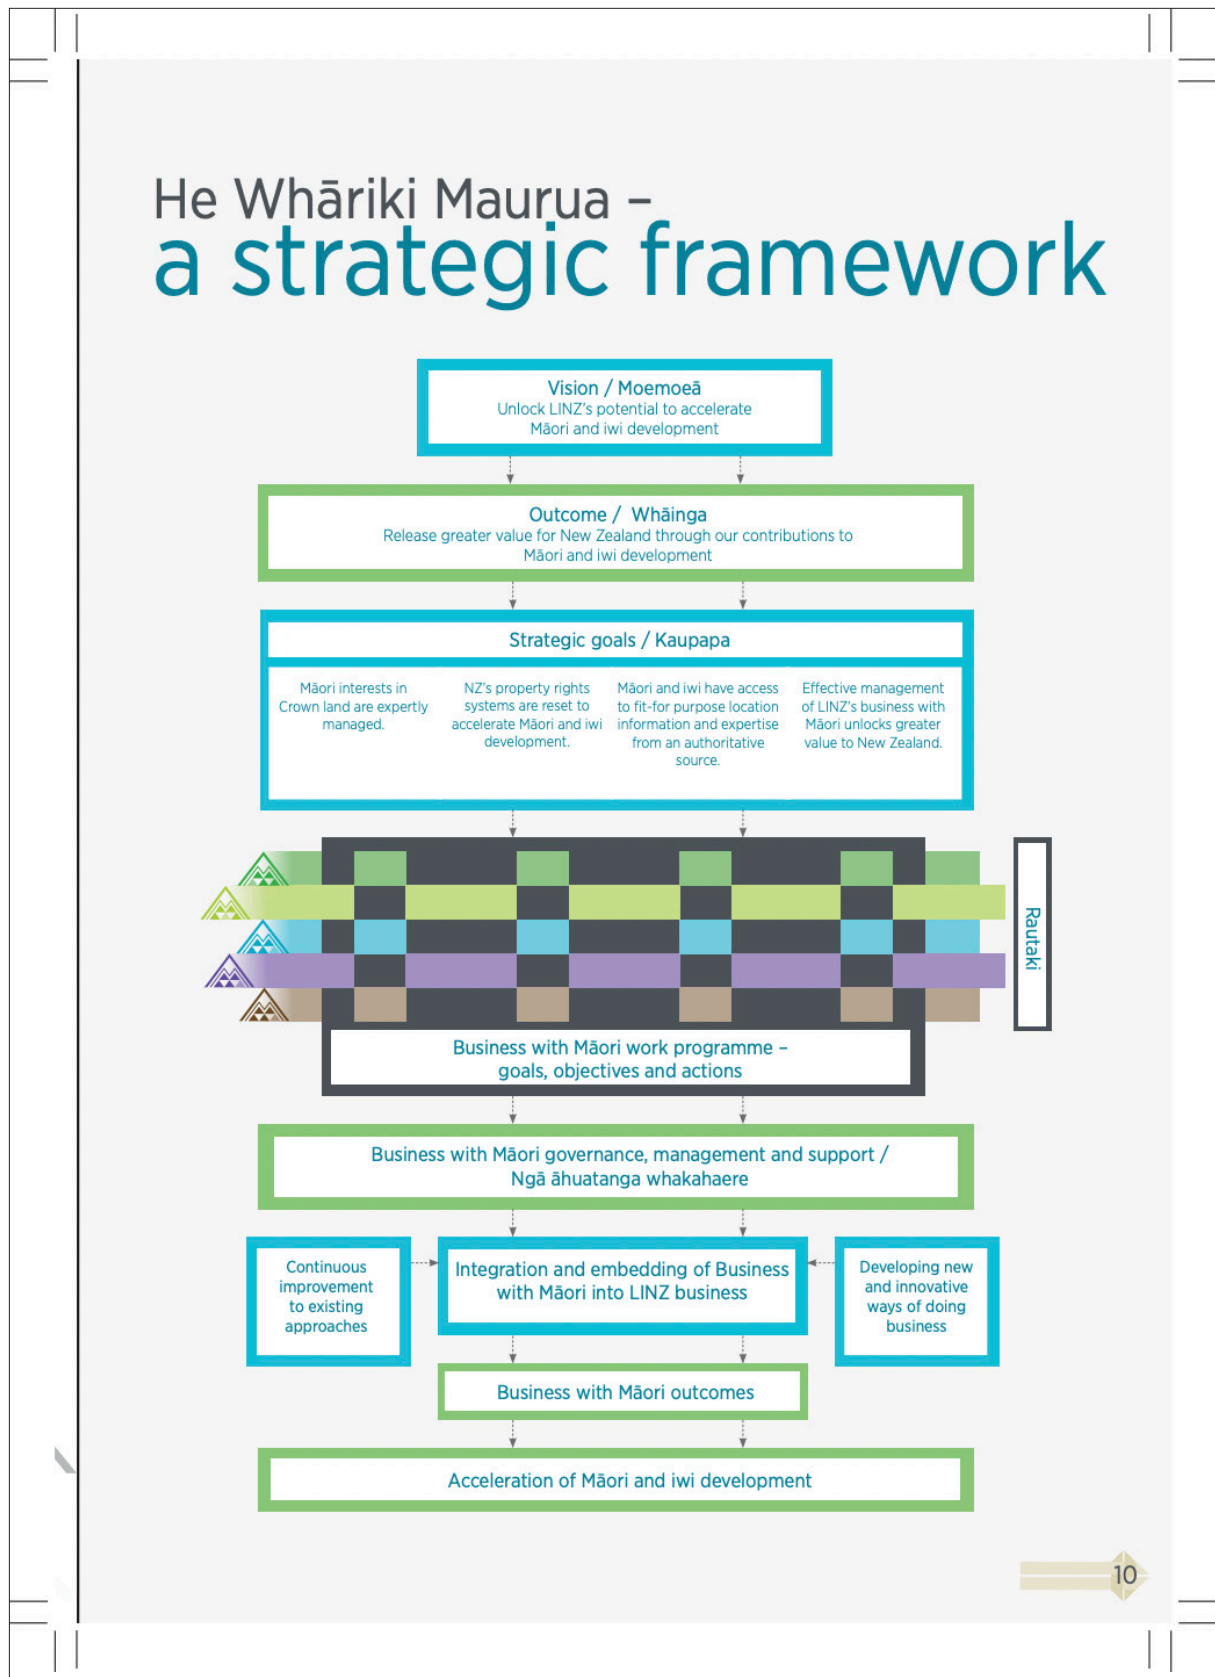 He Whāriki Maurua –
a strategic framework
Vision / Moemoeā
Unlock LINZ's potential to accelerate
Māori and iwi development
Outcome / Whāinga
Release greater value for New Zealand through our contributions to
Māori and iwi development
Strategic goals / Kaupapa
Māori interests in
Crown land are expertly
managed.
NZ's property rights
systems are reset to
accelerate Māori and iwi
development.
Māori and iwi have access
to fit-for purpose location
information and expertise
from an authoritative
source.
Effective management
of LINZ's business with
Māori unlocks greater
value to New Zealand.
Rautaki
Business with Māori work programme –
goals, objectives and actions
Business with Māori governance, management and support /
Ngā āhuatanga whakahaere
Continuous
improvement
to existing
approaches
Integration and embedding of Business
with Māori into LINZ business
Developing new
and innovative
ways of doing
business
Business with Māori outcomes
Acceleration of Māori and iwi development
10